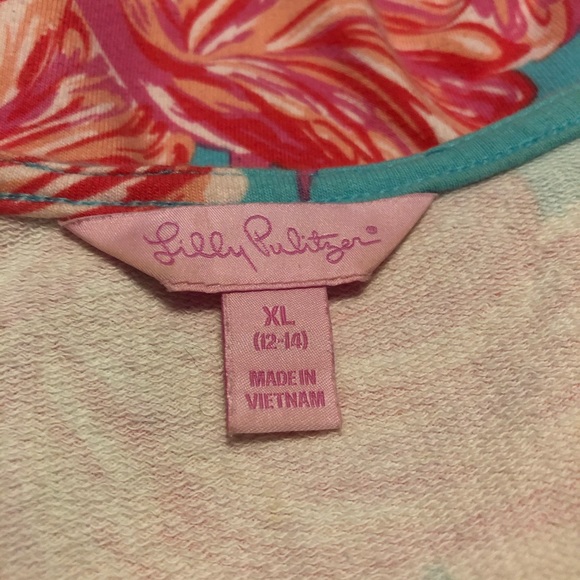 Lilly Pulitzer®
XL
(12-14)
MADE IN
VIETNAM